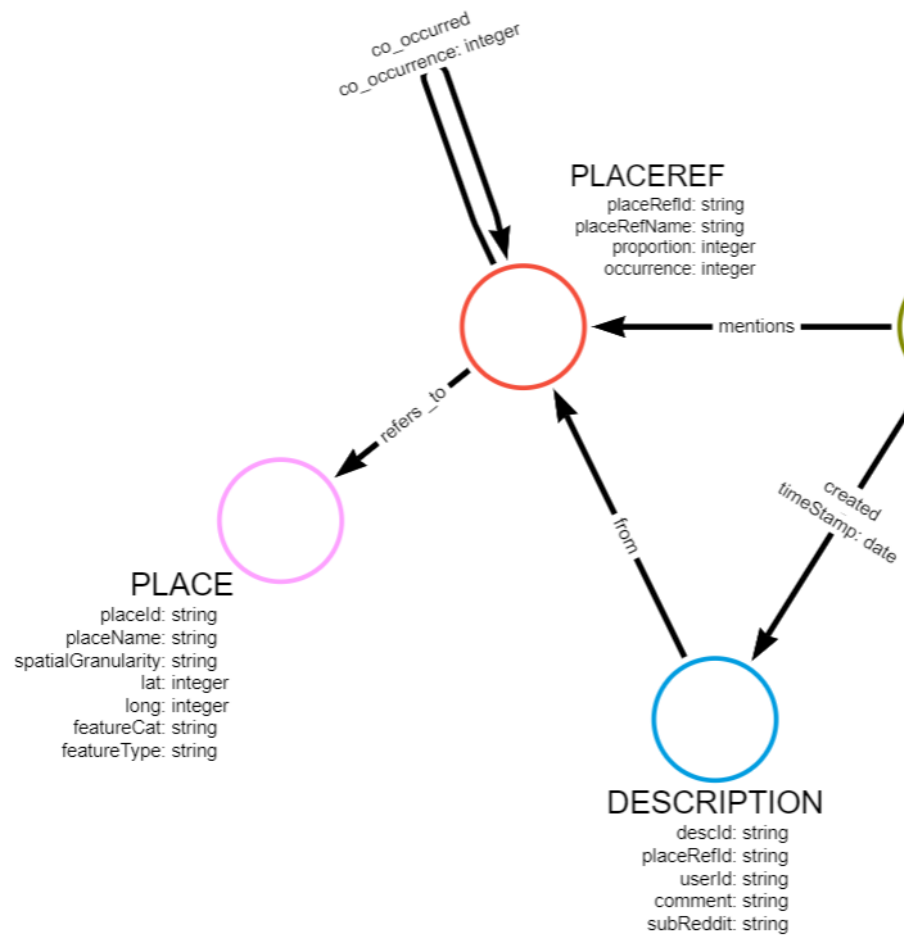 co_occurred
co_occurrence: integer
PLACEREF
placeRefId: string
placeRefName: string
proportion: integer
occurrence: integer
mentions
refers_to
created
timeStamp: date
from
PLACE
placeId: string
placeName: string
spatialGranularity: string
lat: integer
long: integer
featureCat: string
featureType: string
DESCRIPTION
descId: string
placeRefId: string
userId: string
comment: string
subReddit: string